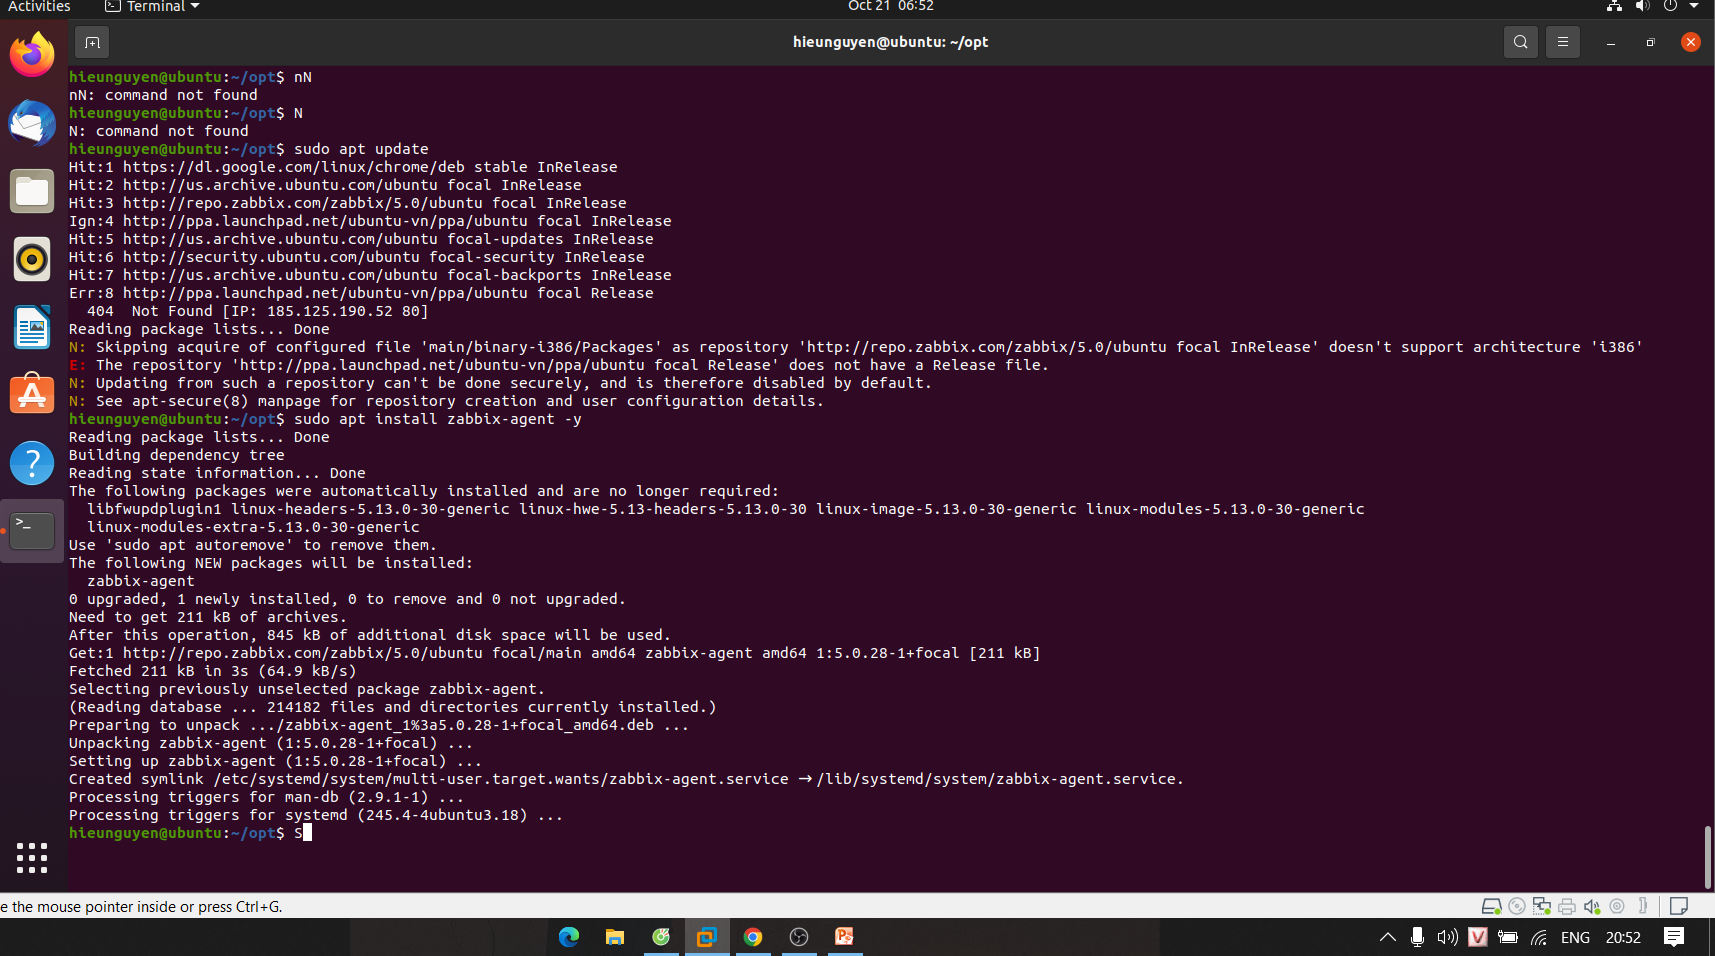 Activities Terminal Oct 21 06:52
hieunguyen@ubuntu: ~/opt
hieunguyen@ubuntu:~/opt$ nN
nN: command not found
hieunguyen@ubuntu:~/opt$ N
N: command not found
hieunguyen@ubuntu:~/opt$ sudo apt update
Hit:1 https://dl.google.com/linux/chrome/deb stable InRelease
Hit:2 http://us.archive.ubuntu.com/ubuntu focal InRelease
Hit:3 http://repo.zabbix.com/zabbix/5.0/ubuntu focal InRelease
Ign:4 http://ppa.launchpad.net/ubuntu-vn/ppa/ubuntu focal InRelease
Hit:5 http://us.archive.ubuntu.com/ubuntu focal-updates InRelease
Hit:6 http://security.ubuntu.com/ubuntu focal-security InRelease
Hit:7 http://us.archive.ubuntu.com/ubuntu focal-backports InRelease
Err:8 http://ppa.launchpad.net/ubuntu-vn/ppa/ubuntu focal Release
  404  Not Found [IP: 185.125.190.52 80]
Reading package lists... Done
N: Skipping acquire of configured file 'main/binary-i386/Packages' as repository 'http://repo.zabbix.com/zabbix/5.0/ubuntu focal InRelease' doesn't support architecture 'i386'
E: The repository 'http://ppa.launchpad.net/ubuntu-vn/ppa/ubuntu focal Release' does not have a Release file.
N: Updating from such a repository can't be done securely, and is therefore disabled by default.
N: See apt-secure(8) manpage for repository creation and user configuration details.
hieunguyen@ubuntu:~/opt$ sudo apt install zabbix-agent -y
Reading package lists... Done
Building dependency tree
Reading state information... Done
The following packages were automatically installed and are no longer required:
  libfwupdplugin1 linux-headers-5.13.0-30-generic linux-hwe-5.13-headers-5.13.0-30 linux-image-5.13.0-30-generic linux-modules-5.13.0-30-generic
  linux-modules-extra-5.13.0-30-generic
Use 'sudo apt autoremove' to remove them.
The following NEW packages will be installed:
  zabbix-agent
0 upgraded, 1 newly installed, 0 to remove and 0 not upgraded.
Need to get 211 kB of archives.
After this operation, 845 kB of additional disk space will be used.
Get:1 http://repo.zabbix.com/zabbix/5.0/ubuntu focal/main amd64 zabbix-agent amd64 1:5.0.28-1+focal [211 kB]
Fetched 211 kB in 3s (64.9 kB/s)
Selecting previously unselected package zabbix-agent.
(Reading database ... 214182 files and directories currently installed.)
Preparing to unpack .../zabbix-agent_1%3a5.0.28-1+focal_amd64.deb ...
Unpacking zabbix-agent (1:5.0.28-1+focal) ...
Setting up zabbix-agent (1:5.0.28-1+focal) ...
Created symlink /etc/systemd/system/multi-user.target.wants/zabbix-agent.service → /lib/systemd/system/zabbix-agent.service.
Processing triggers for man-db (2.9.1-1) ...
Processing triggers for systemd (245.4-4ubuntu3.18) ...
hieunguyen@ubuntu:~/opt$ S
e the mouse pointer inside or press Ctrl+G.
ENG 20:52